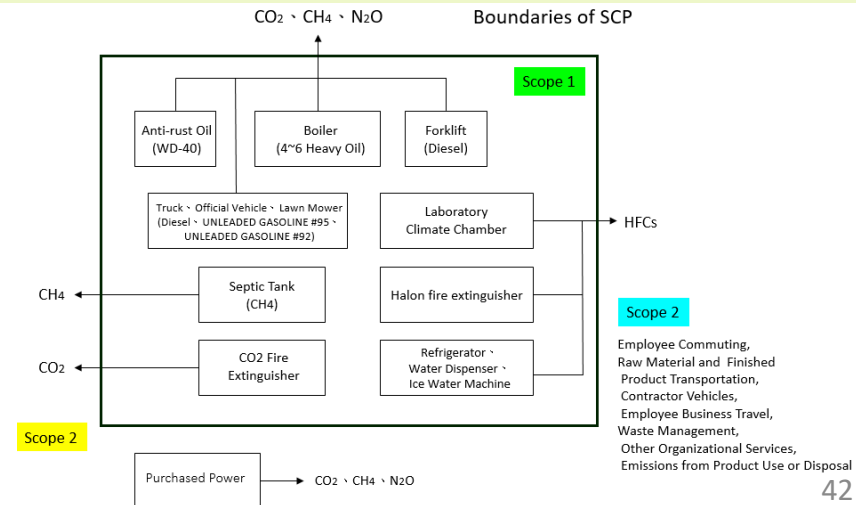 CO2、CH4、N2O
Boundaries of SCP
Scope 1
Anti-rust Oil
(WD-40)
Boiler
(4~6 Heavy Oil)
Forklift
(Diesel)
Truck、Official Vehicle、Lawn Mower
(Diesel、UNLEADED GASOLINE #95、
UNLEADED GASOLINE #92)
Laboratory
Climate Chamber
HFCs
CH4
Septic Tank
(CH4)
Halon fire extinguisher
Scope 2
CO2
CO2 Fire
Extinguisher
Refrigerator、
Water Dispenser、
Ice Water Machine
Employee Commuting,
Raw Material and Finished
Product Transportation,
Contractor Vehicles,
Employee Business Travel,
Waste Management,
Other Organizational Services,
Emissions from Product Use or Disposal
Scope 2
Purchased Power
CO2、CH4、N2O
42